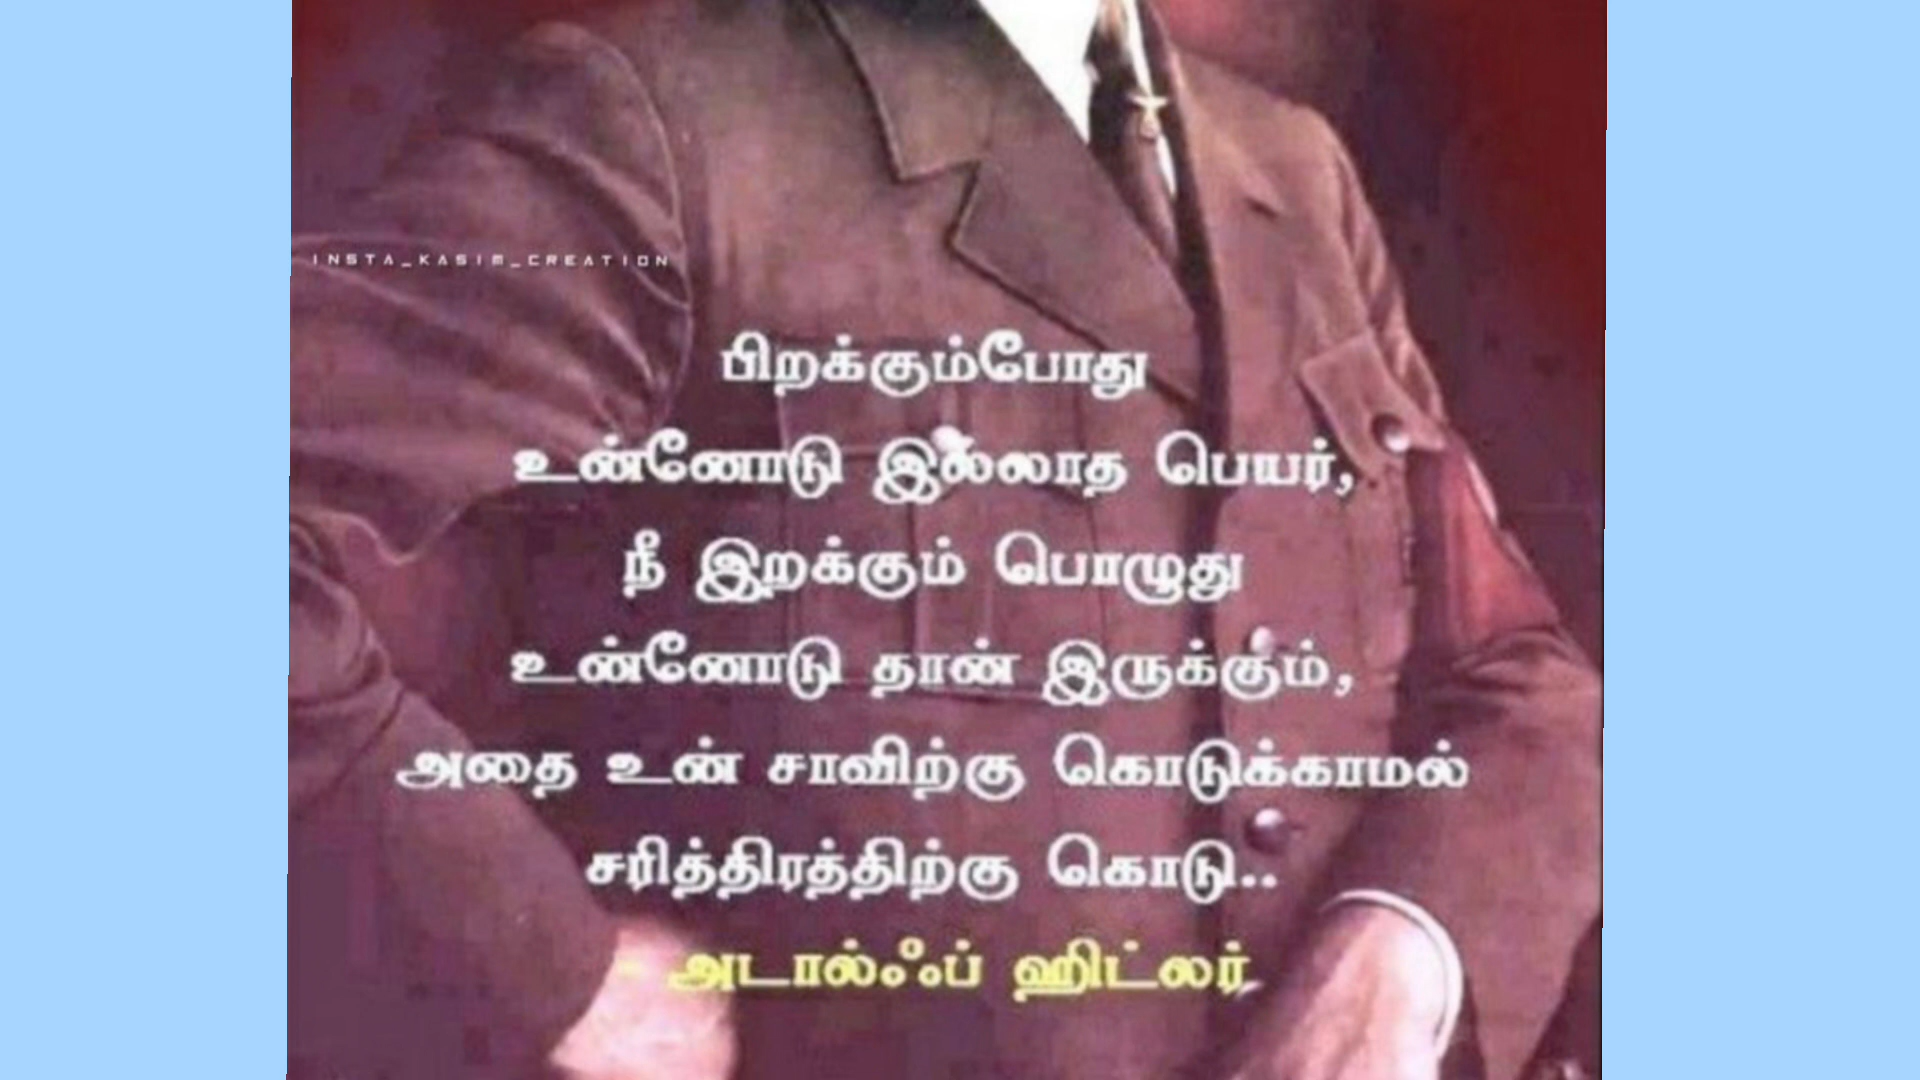 INSTA_KASIM_CREATION
பிறக்கும்போது
உன்னோடு இல்லாத பெயர்,
நீ இறக்கும் பொழுது
உன்னோடு தான் இருக்கும்,
அதை உன் சாவிற்கு கொடுக்காமல்
சரித்திரத்திற்கு கொடு..
- அடால்ஃப் ஹிட்லர்